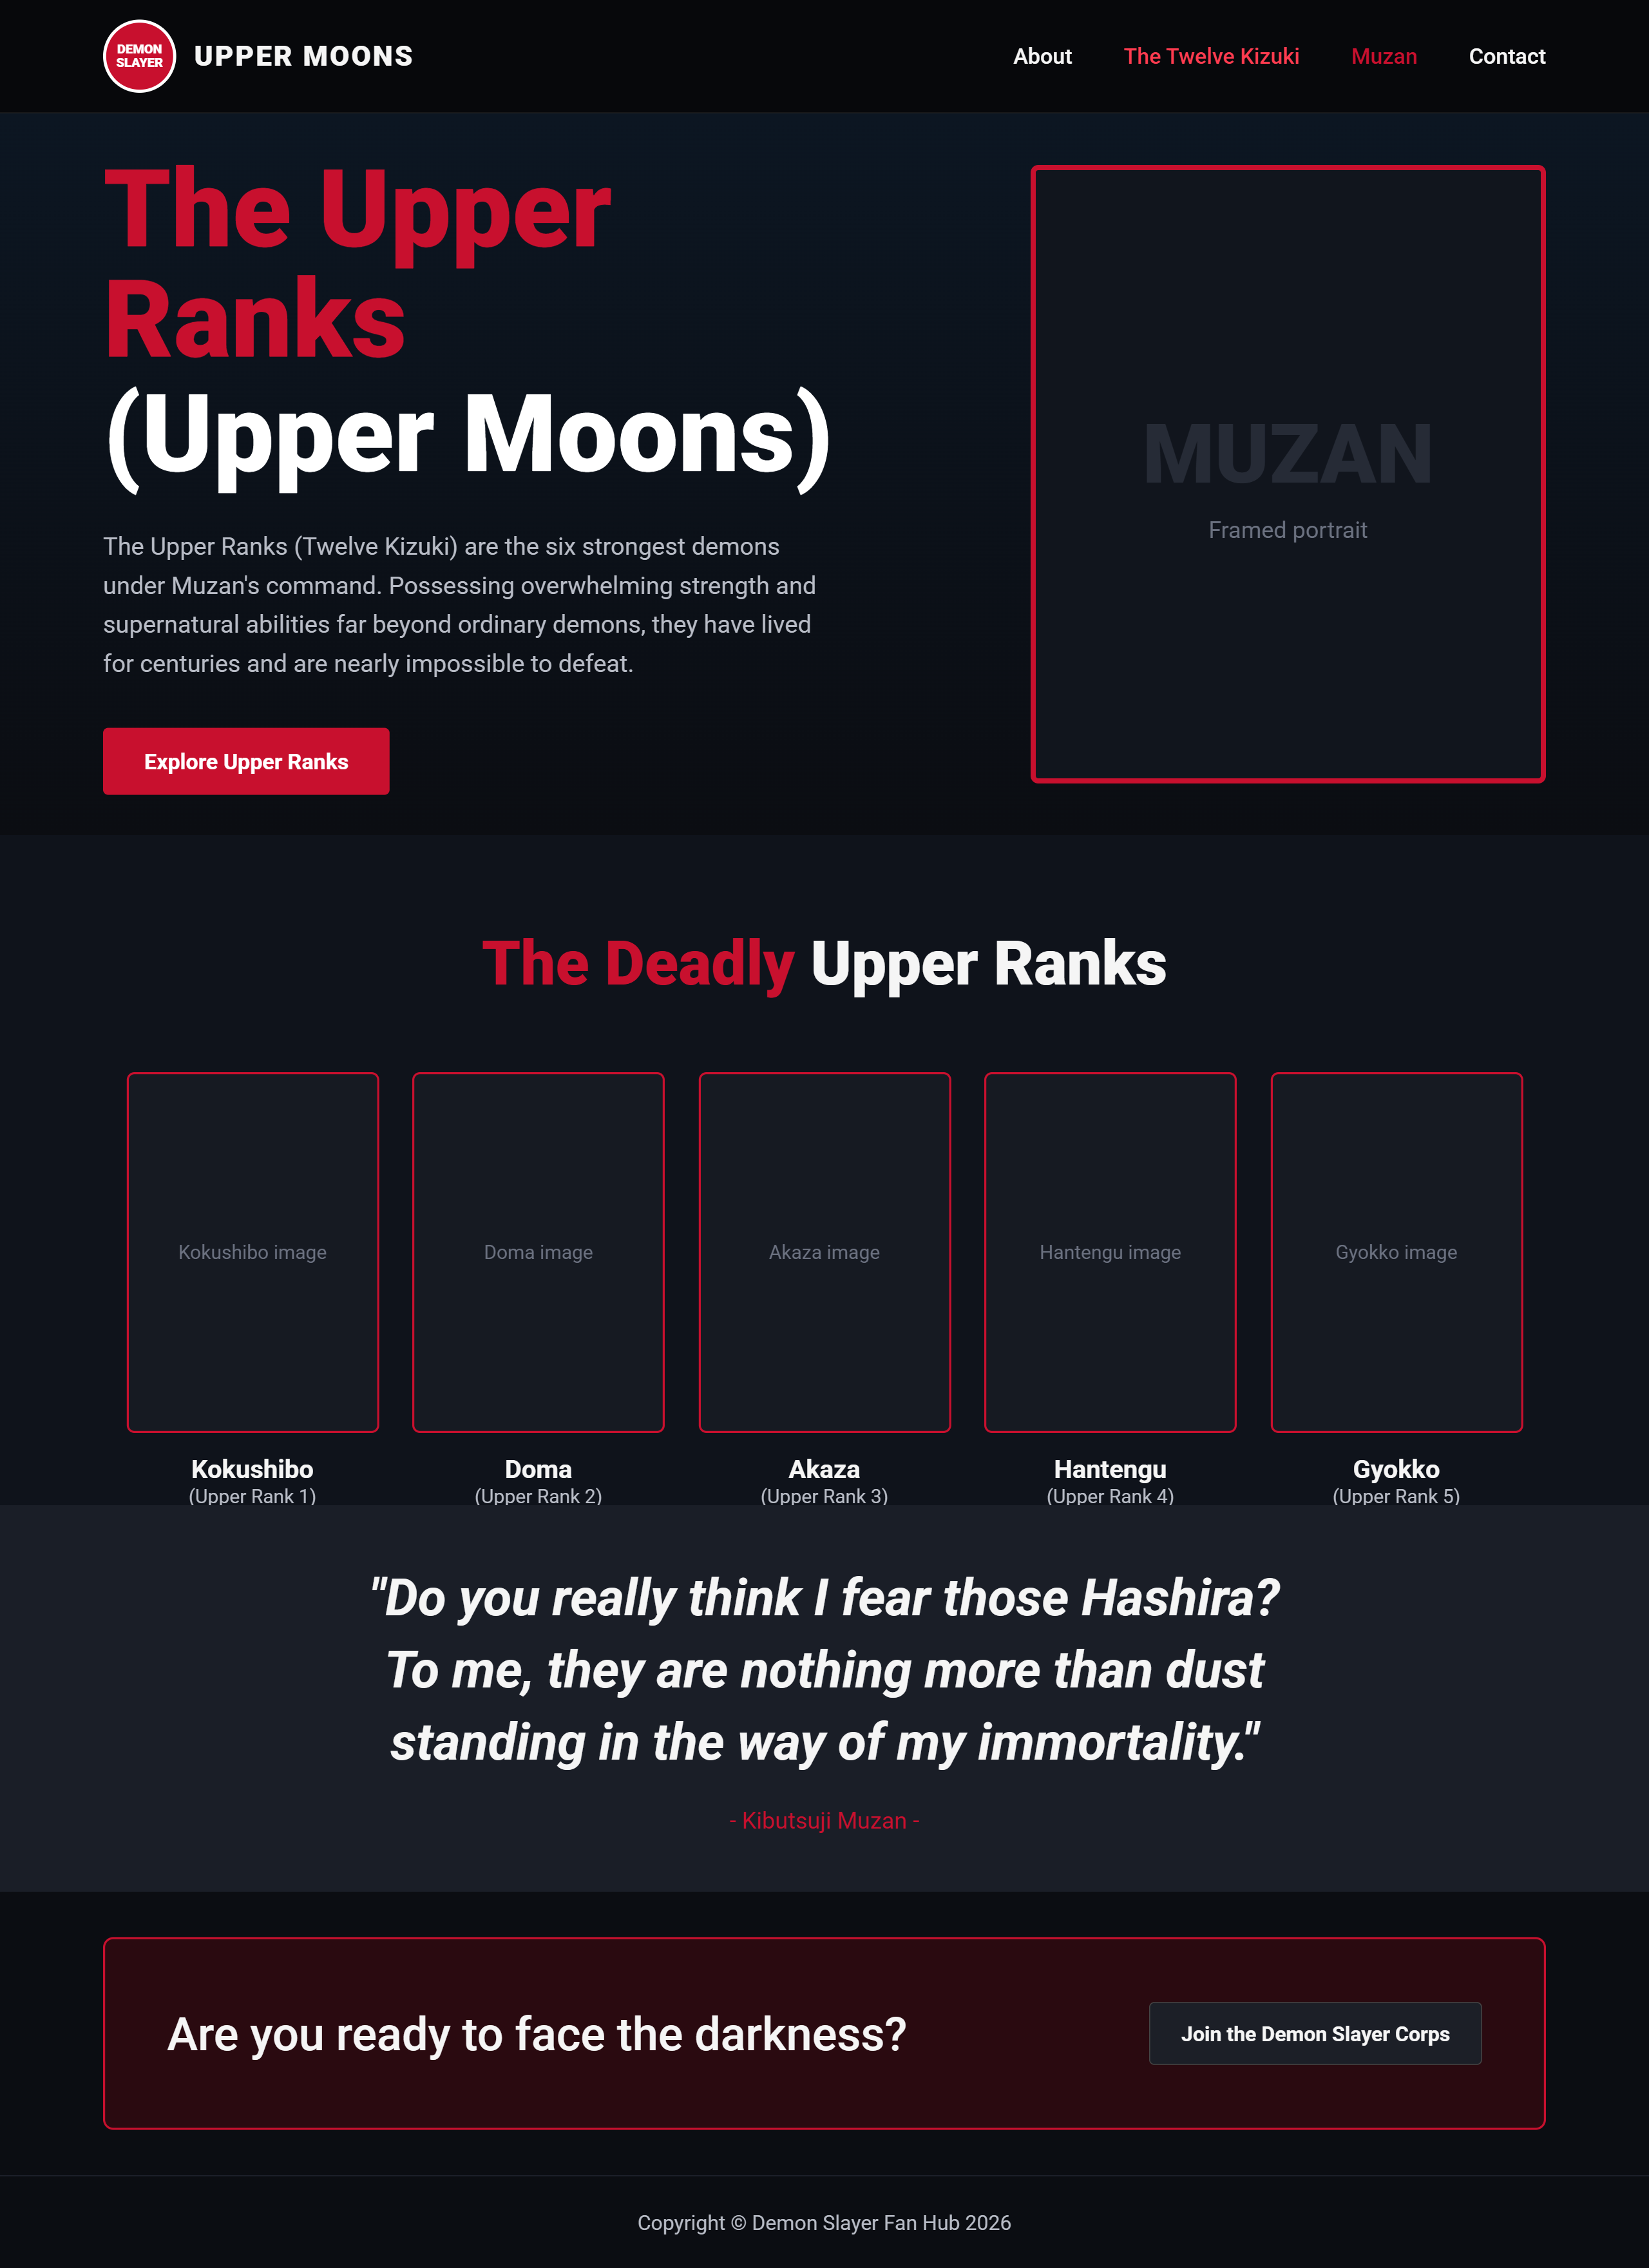 DEMON
SLAYER
UPPER MOONS
About
The Twelve Kizuki
Muzan
Contact
The Upper
Ranks
(Upper Moons)
The Upper Ranks (Twelve Kizuki) are the six strongest demons
under Muzan's command. Possessing overwhelming strength and
supernatural abilities far beyond ordinary demons, they have lived
for centuries and are nearly impossible to defeat.
Explore Upper Ranks
MUZAN
Framed portrait
The Deadly Upper Ranks
Kokushibo image
Doma image
Akaza image
Hantengu image
Gyokko image
Kokushibo
(Upper Rank 1)
Doma
(Upper Rank 2)
Akaza
(Upper Rank 3)
Hantengu
(Upper Rank 4)
Gyokko
(Upper Rank 5)
"Do you really think I fear those Hashira?
To me, they are nothing more than dust
standing in the way of my immortality."
- Kibutsuji Muzan -
Are you ready to face the darkness?
Join the Demon Slayer Corps
Copyright © Demon Slayer Fan Hub 2026